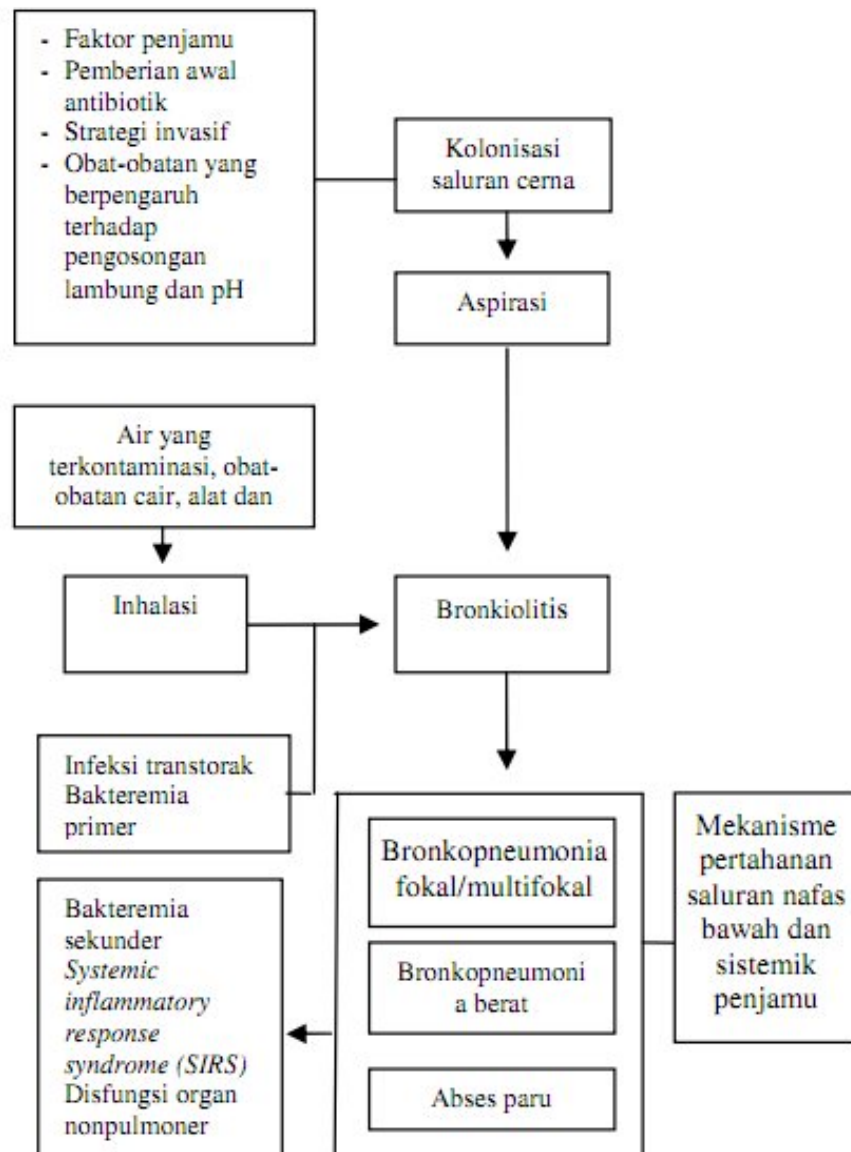 - Faktor penjamu
- Pemberian awal
antibiotik
- Strategi invasif
- Obat-obatan yang
berpengaruh
terhadap
pengosongan
lambung dan pH
Kolonisasi
saluran cerna
Aspirasi
Air yang
terkontaminasi, obat-
obatan cair, alat dan
Inhalasi
Bronkiolitis
Infeksi transtorak
Bakteremia
primer
Bronkopneumonia
fokal/multifokal
Bronkopneumoni
a berat
Abses paru
Mekanisme
pertahanan
saluran nafas
bawah dan
sistemik
penjamu
Bakteremia
sekunder
Systemic
inflammatory
response
syndrome (SIRS)
Disfungsi organ
nonpulmoner